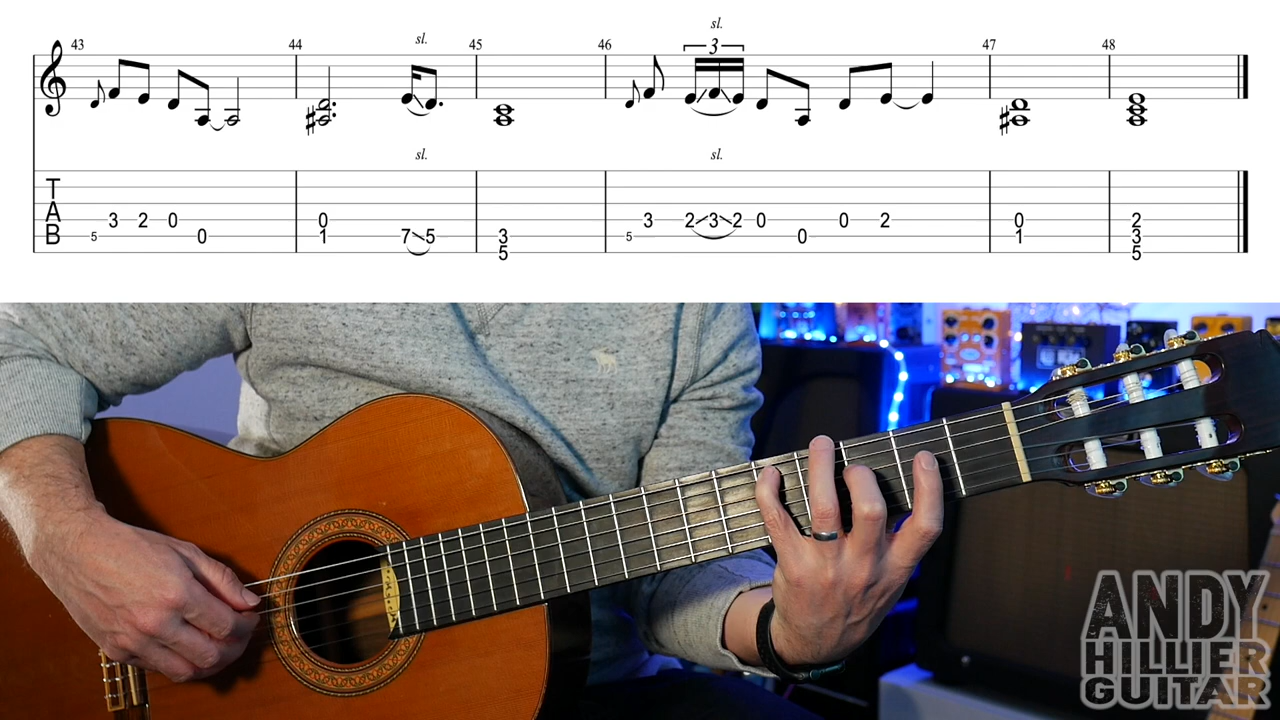 43 44 sl. 45 46 sl. 3 47 48
sl. sl.
T
A 3 2 0 0 2-3-2 0 0 2 0 2
B 5 0 1 7 5 3 5 0 1 3
5 5
ANDY
HILLIER
GUITAR